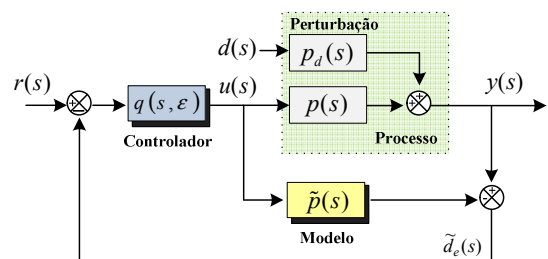 Perturbação
d(s)
p_d(s)
r(s)
u(s)
y(s)
+
+
+
−
q(s,ε)
p(s)
Controlador
Processo
p̃(s)
+
-
Modelo
d̃_e(s)